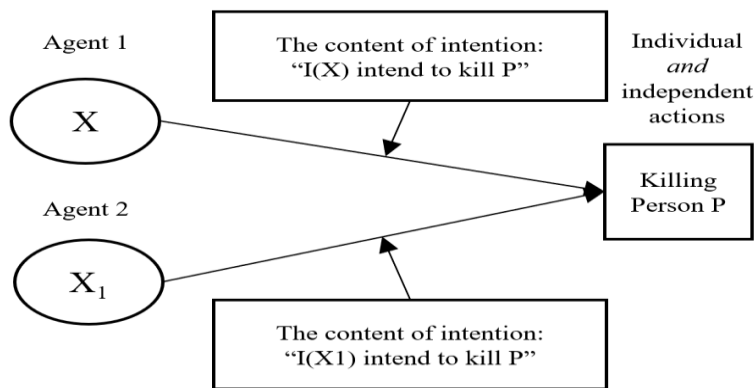 Agent 1
X
The content of intention:
“I(X) intend to kill P”
Individual
and
independent
actions
Killing
Person P
Agent 2
X₁
The content of intention:
“I(X1) intend to kill P”